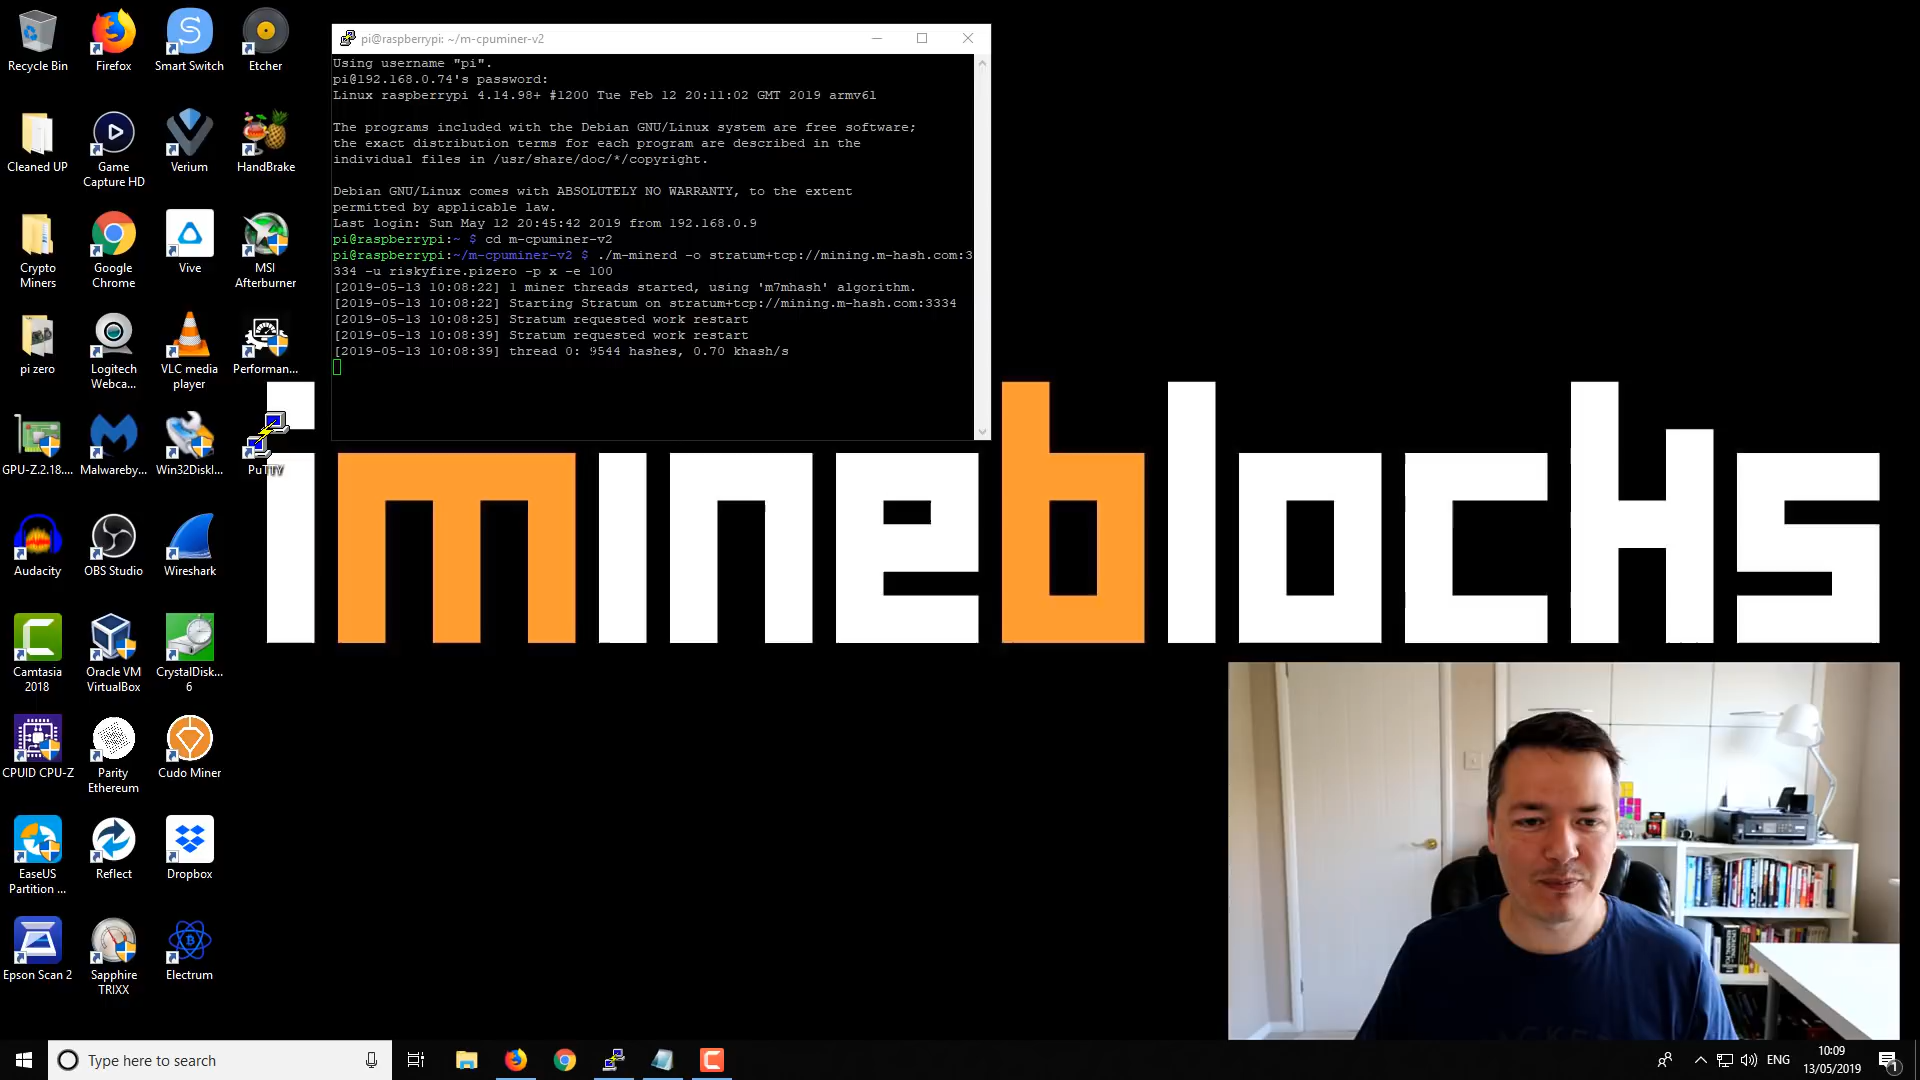 Recycle Bin
Firefox
Smart Switch
Etcher
Cleaned UP
Game
Capture HD
Verium
HandBrake
Crypto
Miners
Google
Chrome
Vive
MSI
Afterburner
pi zero
Logitech
Webca...
VLC media
player
Performan...
GPU-Z.2.18....
Malwareby...
Win32DiskI...
PuTTY
Audacity
OBS Studio
Wireshark
Camtasia
2018
Oracle VM
VirtualBox
CrystalDisk...
6
CPUID CPU-Z
Parity
Ethereum
Cudo Miner
EaseUS
Partition ...
Reflect
Dropbox
Epson Scan 2
Sapphire
TRIXX
Electrum
pi@raspberrypi: ~/m-cpuminer-v2
Using username "pi".
pi@192.168.0.74's password:
Linux raspberrypi 4.14.98+ #1200 Tue Feb 12 20:11:02 GMT 2019 armv6l
The programs included with the Debian GNU/Linux system are free software;
the exact distribution terms for each program are described in the
individual files in /usr/share/doc/*/copyright.
Debian GNU/Linux comes with ABSOLUTELY NO WARRANTY, to the extent
permitted by applicable law.
Last login: Sun May 12 20:45:42 2019 from 192.168.0.9
pi@raspberrypi:~ $ cd m-cpuminer-v2
pi@raspberrypi:~/m-cpuminer-v2 $ ./m-minerd -o stratum+tcp://mining.m-hash.com:3
334 -u riskyfire.pizero -p x -e 100
[2019-05-13 10:08:22] 1 miner threads started, using 'm7mhash' algorithm.
[2019-05-13 10:08:22] Starting Stratum on stratum+tcp://mining.m-hash.com:3334
[2019-05-13 10:08:25] Stratum requested work restart
[2019-05-13 10:08:39] Stratum requested work restart
[2019-05-13 10:08:39] thread 0: 9544 hashes, 0.70 khash/s
imineblocks
Type here to search
ENG
10:09
13/05/2019
1